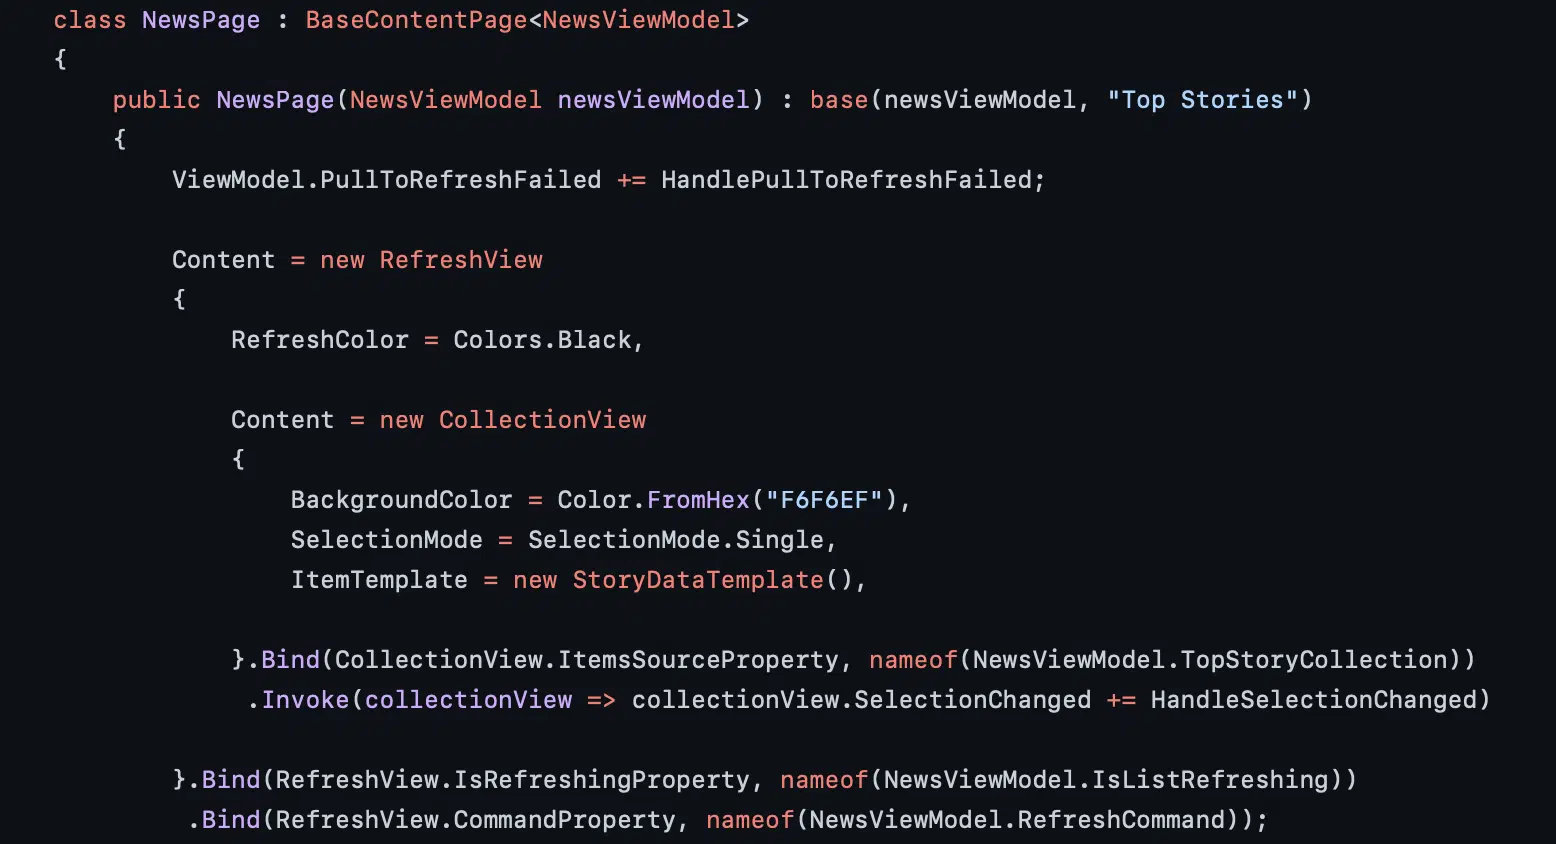 class NewsPage : BaseContentPage<NewsViewModel>
{
    public NewsPage(NewsViewModel newsViewModel) : base(newsViewModel, "Top Stories")
    {
        ViewModel.PullToRefreshFailed += HandlePullToRefreshFailed;

        Content = new RefreshView
        {
            RefreshColor = Colors.Black,

            Content = new CollectionView
            {
                BackgroundColor = Color.FromHex("F6F6EF"),
                SelectionMode = SelectionMode.Single,
                ItemTemplate = new StoryDataTemplate(),

            }.Bind(CollectionView.ItemsSourceProperty, nameof(NewsViewModel.TopStoryCollection))
             .Invoke(collectionView => collectionView.SelectionChanged += HandleSelectionChanged)

        }.Bind(RefreshView.IsRefreshingProperty, nameof(NewsViewModel.IsListRefreshing))
         .Bind(RefreshView.CommandProperty, nameof(NewsViewModel.RefreshCommand));